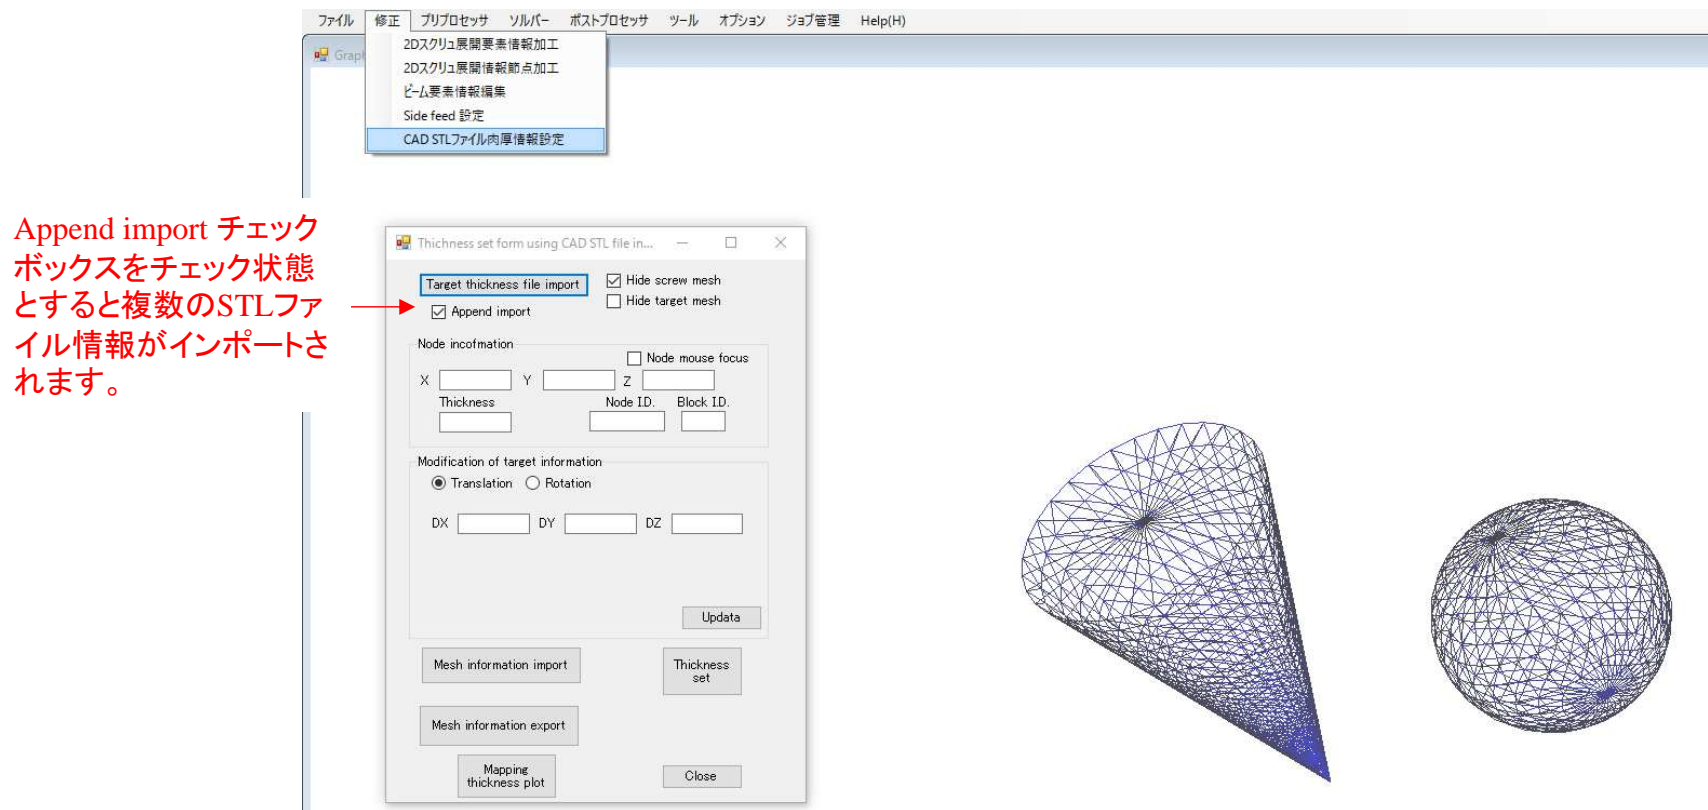 ファイル 修正 プリプロセッサ ソルバー ポストプロセッサ ツール オプション ジョブ管理 Help(H)
2Dスクリュ展開要素情報加工
Grap
2Dスクリュ展開情報節点加工
ビーム要素情報編集
Side feed 設定
CAD STLファイル肉厚情報設定
Append import チェック
ボックスをチェック状態
とすると複数のSTLファ
イル情報がインポートさ
れます。
Thichness set form using CAD STL file in...
Target thickness file import
Hide screw mesh
Hide target mesh
Append import
Node incofmation
Node mouse focus
X Y Z
Thickness Node I.D. Block I.D.
Modification of target information
Translation Rotation
DX DY DZ
Updata
Mesh information import
Thickness
set
Mesh information export
Mapping
thickness plot
Close